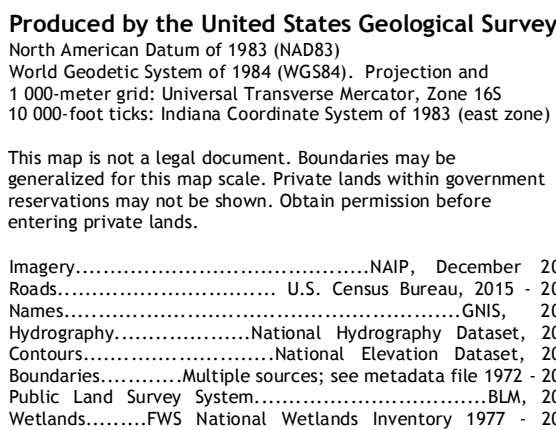 Produced by the United States Geological Survey
North American Datum of 1983 (NAD83)
World Geodetic System of 1984 (WGS84). Projection and
1 000-meter grid: Universal Transverse Mercator, Zone 16S
10 000-foot ticks: Indiana Coordinate System of 1983 (east zone)
This map is not a legal document. Boundaries may be
generalized for this map scale. Private lands within government
reservations may not be shown. Obtain permission before
entering private lands.
Imagery..........................................NAIP, December 20
Roads............................... U.S. Census Bureau, 2015 - 20
Names.........................................................GNIS, 20
Hydrography...................National Hydrography Dataset, 20
Contours...........................National Elevation Dataset, 20
Boundaries............Multiple sources; see metadata file 1972 - 20
Public Land Survey System.................................BLM, 20
Wetlands.........FWS National Wetlands Inventory 1977 - 20